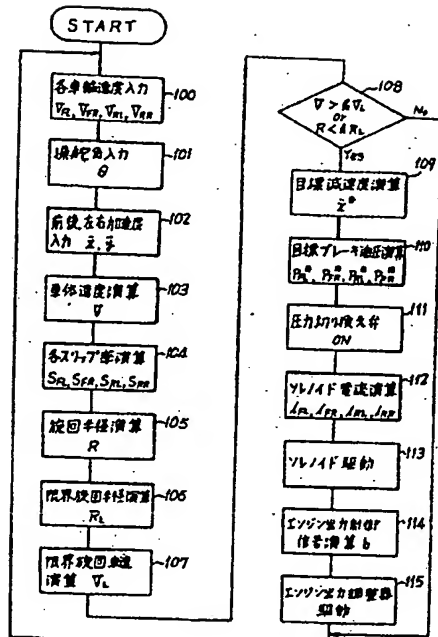 START
各車輪速度入力
V_FL, V_FR, V_RL, V_RR
100
操舵角入力
θ
101
前後左右加速度
入力 ẍ, ÿ
102
車体速度演算
V
103
各スリップ率演算
S_FL, S_FR, S_RL, S_RR
104
旋回半径演算
R
105
限界旋回半径演算
R_L
106
限界旋回車速
演算 V_L
107
108
or
No
Yes
目標減速度演算
ẍ*
109
目標ブレーキ液圧演算
110
圧力切り換え弁
ON
111
ソレノイド電流演算
i_FL, i_FR, i_RL, i_RR
112
ソレノイド駆動
113
エンジン出力制御
信号演算 b
114
エンジン出力調整器
駆動
115